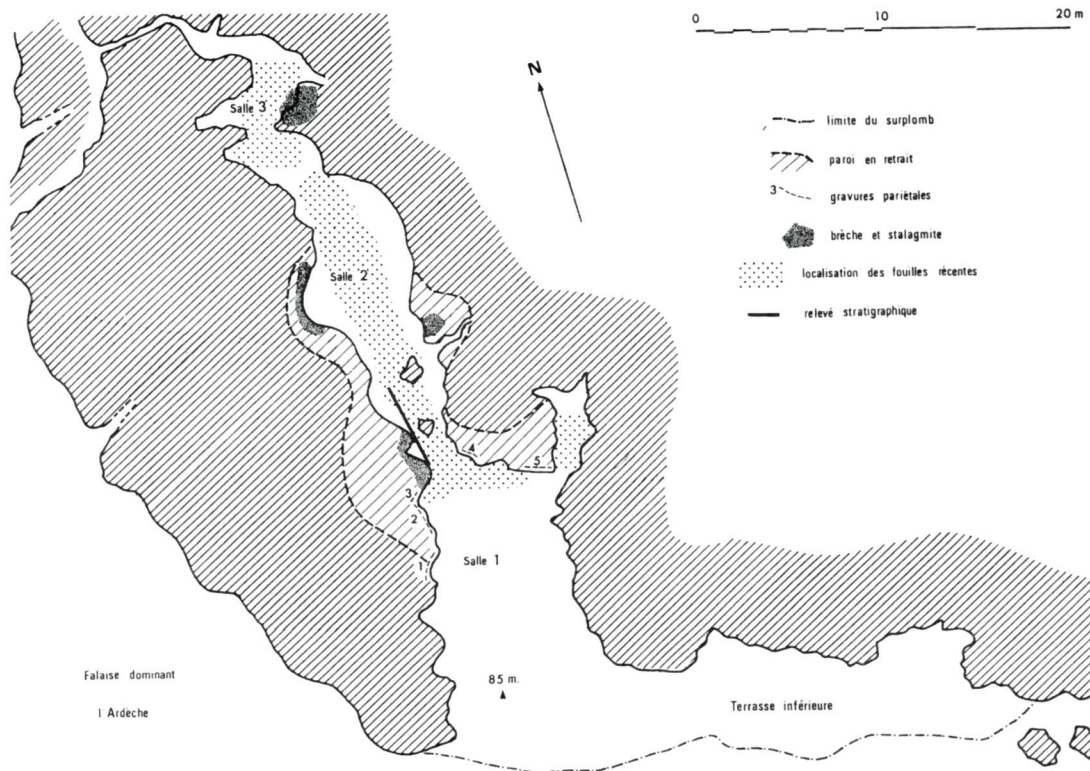 0 10 20 m
N
limite du surplomb
paroi en retrait
3
gravures pariétales
brèche et stalagmite
localisation des fouilles récentes
relevé stratigraphique
Salle 3
Salle 2
4
5
3
2
1
Salle 1
85 m.
Falaise dominant
l Ardèche
Terrasse inférieure